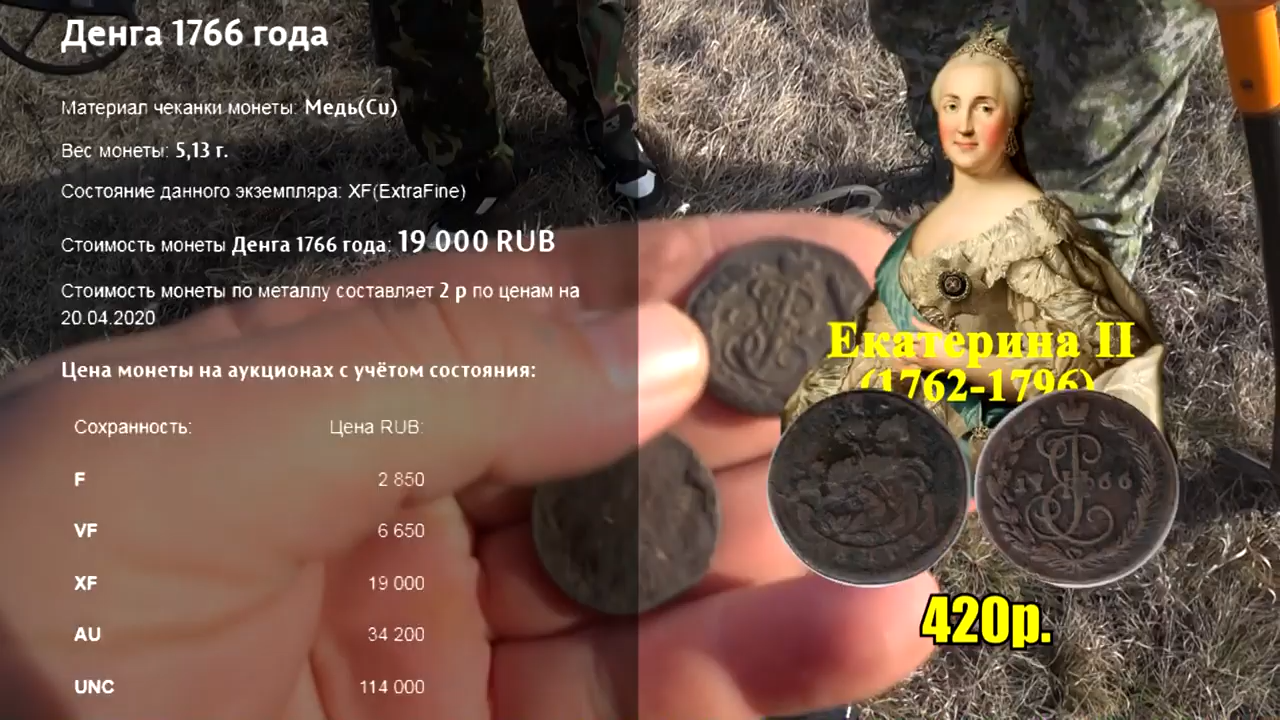 Денга 1766 года
Материал чеканки монеты: Медь(Cu)
Вес монеты: 5,13 г.
Состояние данного экземпляра: XF(ExtraFine)
Стоимость монеты Денга 1766 года: 19 000 RUB
Стоимость монеты по металлу составляет 2 р по ценам на
20.04.2020
Цена монеты на аукционах с учётом состояния:
Сохранность: Цена RUB:
F 2 850
VF 6 650
XF 19 000
AU 34 200
UNC 114 000
Екатерина II
(1762-1796)
420р.